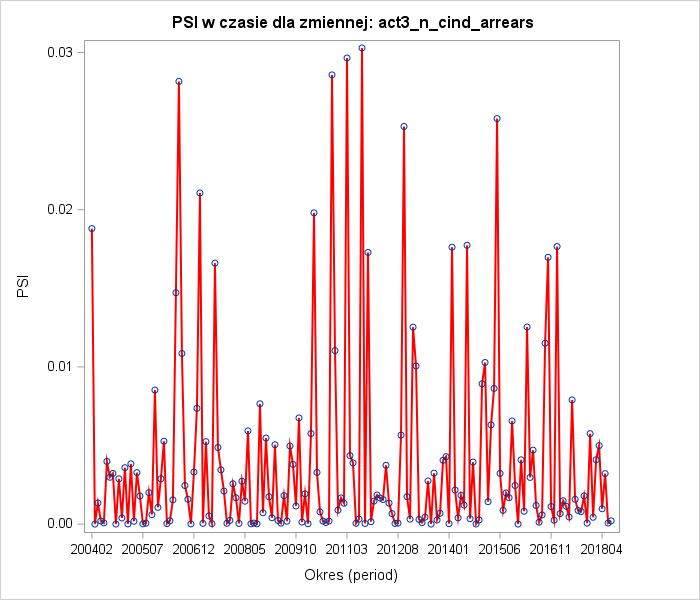 PSI w czasie dla zmiennej: act3_n_cind_arrears
0.03
0.02
0.01
0.00
PSI
200402 200507 200612 200805 200910 201103 201208 201401 201506 201611 201804
Okres (period)